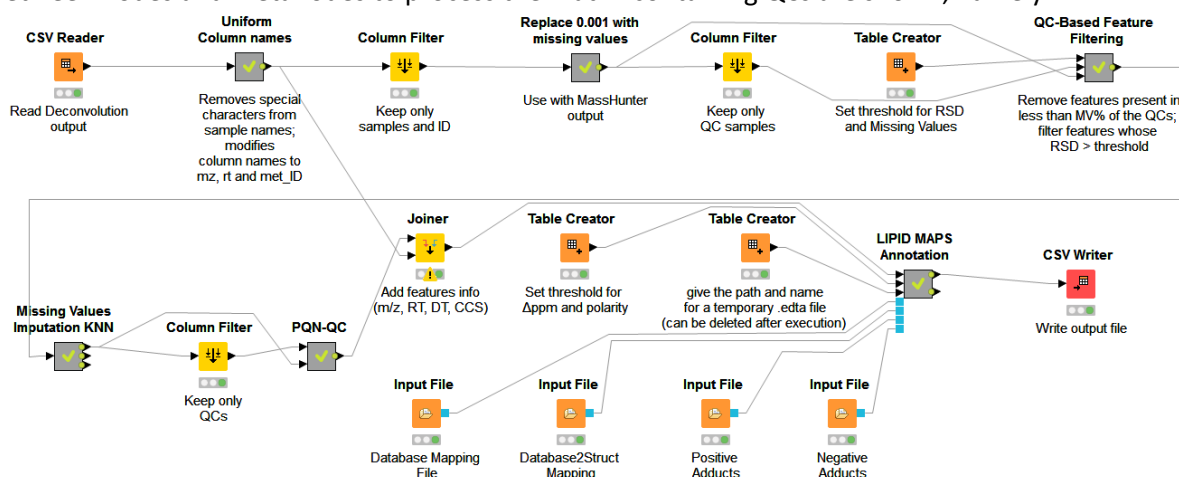 CSV Reader
Read Deconvolution
output
Uniform
Column names
Removes special
characters from
sample names;
modifies
column names to
mz, rt and met_ID
Column Filter
Keep only
samples and ID
Replace 0.001 with
missing values
Use with MassHunter
output
Column Filter
Keep only
QC samples
Table Creator
Set threshold for RSD
and Missing Values
QC-Based Feature
Filtering
Remove features present in
less than MV% of the QCs;
filter features whose
RSD > threshold
Missing Values
Imputation KNN
Column Filter
Keep only
QCs
PQN-QC
Joiner
Add features info
(m/z, RT, DT, CCS)
Table Creator
Set threshold for
Δppm and polarity
Table Creator
give the path and name
for a temporary .edta file
(can be deleted after execution)
LIPID MAPS
Annotation
CSV Writer
Write output file
Input File
Database Mapping
File
Input File
Database2Struct
Mapping
Input File
Positive
Adducts
Input File
Negative
Adducts